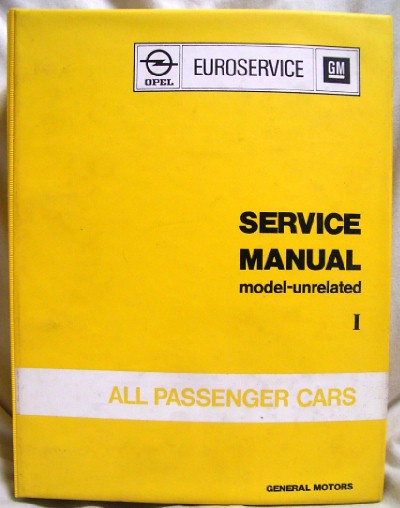 OPEL
EUROSERVICE
GM
SERVICE
MANUAL
model-unrelated
I
ALL PASSENGER CARS
GENERAL MOTORS